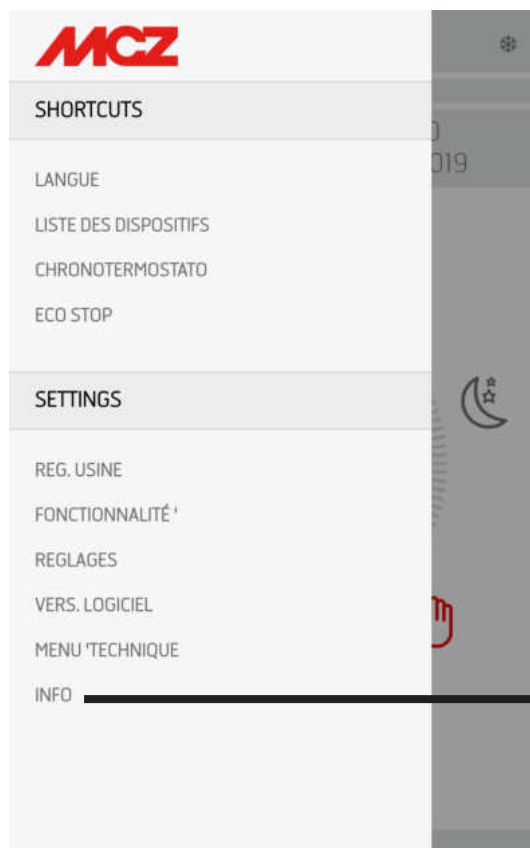 MCZ
SHORTCUTS
019
LANGUE
LISTE DES DISPOSITIFS
CHRONOTERMOSTATO
ECO STOP
SETTINGS
REG. USINE
FONCTIONNALITÉ '
REGLAGES
VERS. LOGICIEL
MENU 'TECHNIQUE
INFO